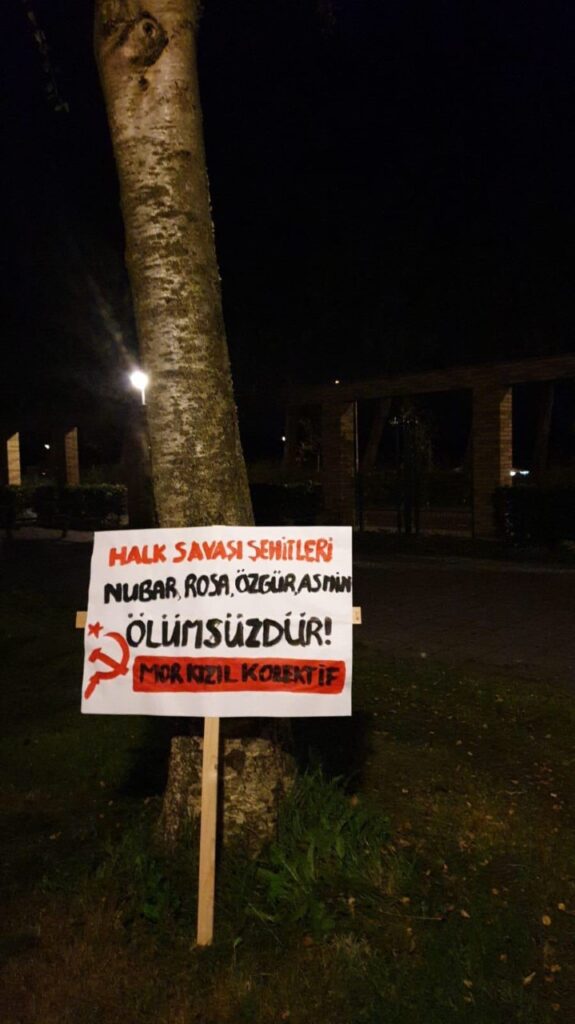 HALK SAVAŞI ŞEHİTLERİ
NUBAR, ROSA, ÖZGÜR, ASMİN
ÖLÜMSÜZDÜR!
MOR KIZIL KOLEKTİF